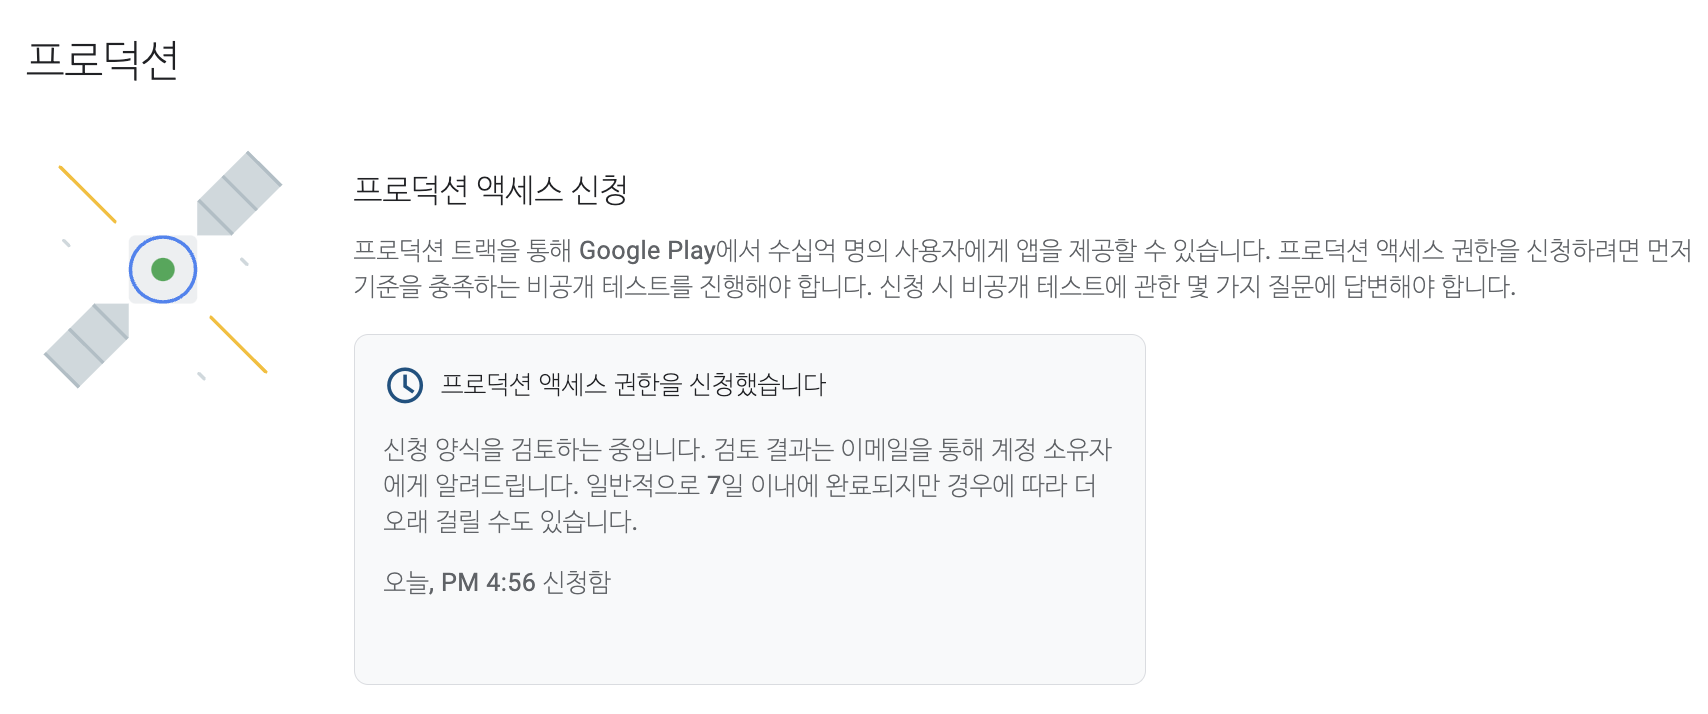 프로덕션
프로덕션 액세스 신청
프로덕션 트랙을 통해 Google Play에서 수십억 명의 사용자에게 앱을 제공할 수 있습니다. 프로덕션 액세스 권한을 신청하려면 먼저
기준을 충족하는 비공개 테스트를 진행해야 합니다. 신청 시 비공개 테스트에 관한 몇 가지 질문에 답변해야 합니다.
프로덕션 액세스 권한을 신청했습니다
신청 양식을 검토하는 중입니다. 검토 결과는 이메일을 통해 계정 소유자
에게 알려드립니다. 일반적으로 7일 이내에 완료되지만 경우에 따라 더
오래 걸릴 수도 있습니다.
오늘, PM 4:56 신청함